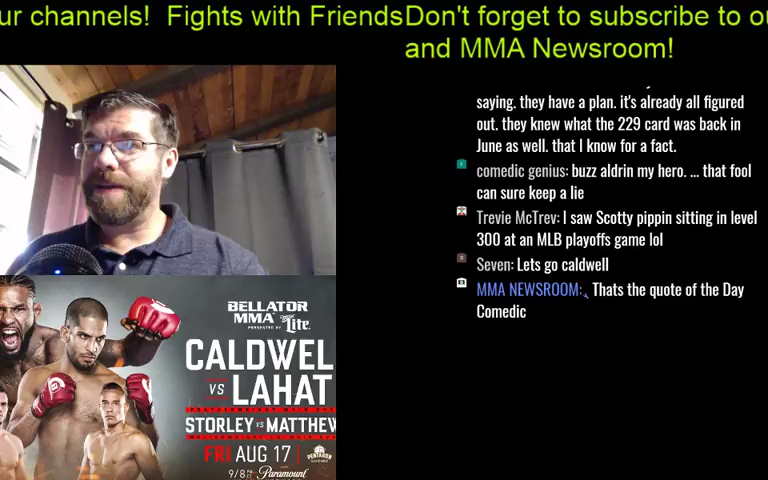 ur channels!  Fights with FriendsDon't forget to subscribe to ou
and MMA Newsroom!
saying. they have a plan. it's already all figured
out. they knew what the 229 card was back in
June as well. that I know for a fact.
comedic genius: buzz aldrin my hero. ... that fool
can sure keep a lie
Trevie McTrev: I saw Scotty pippin sitting in level
300 at an MLB playoffs game lol
Seven: Lets go caldwell
MMA NEWSROOM: Thats the quote of the Day
Comedic
BELLATOR
MMA
PRESENTED BY
Lite
CALDWEL
VS LAHAT
STORLEY VS MATTHEW
FRI AUG 17
9/8 Paramount